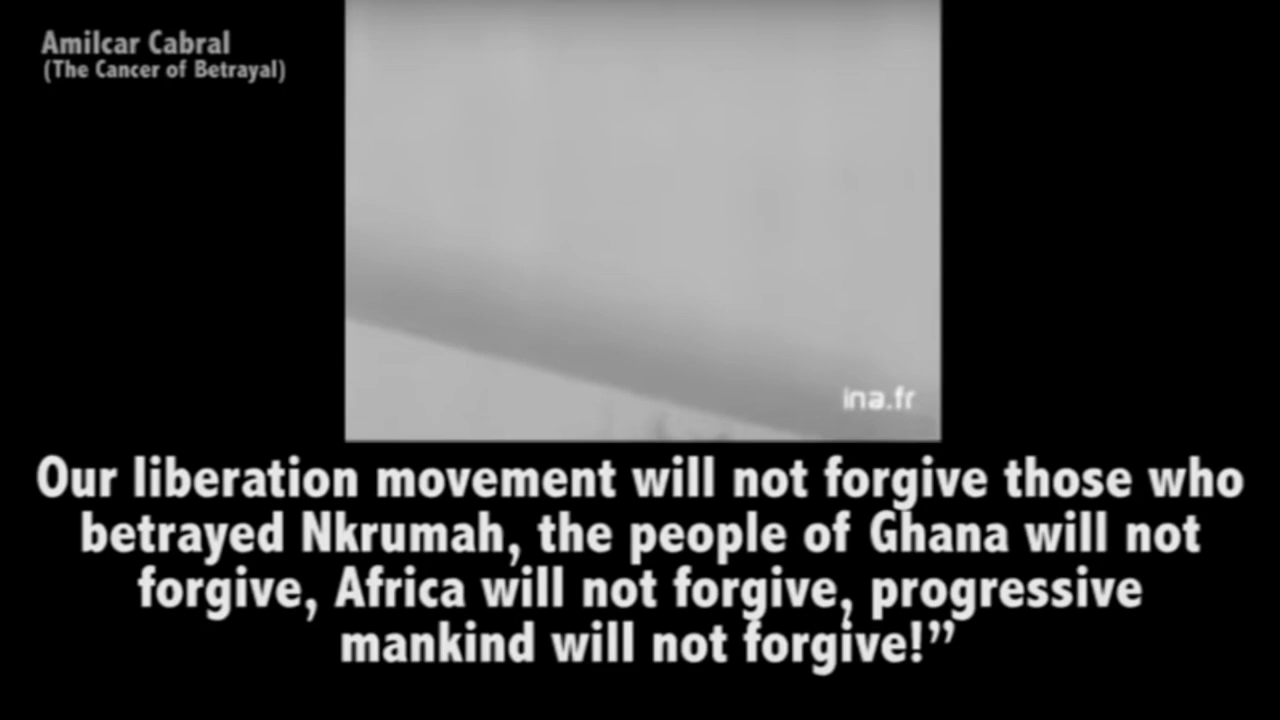 Amilcar Cabral
(The Cancer of Betrayal)
ina.fr
Our liberation movement will not forgive those who
betrayed Nkrumah, the people of Ghana will not
forgive, Africa will not forgive, progressive
mankind will not forgive!”